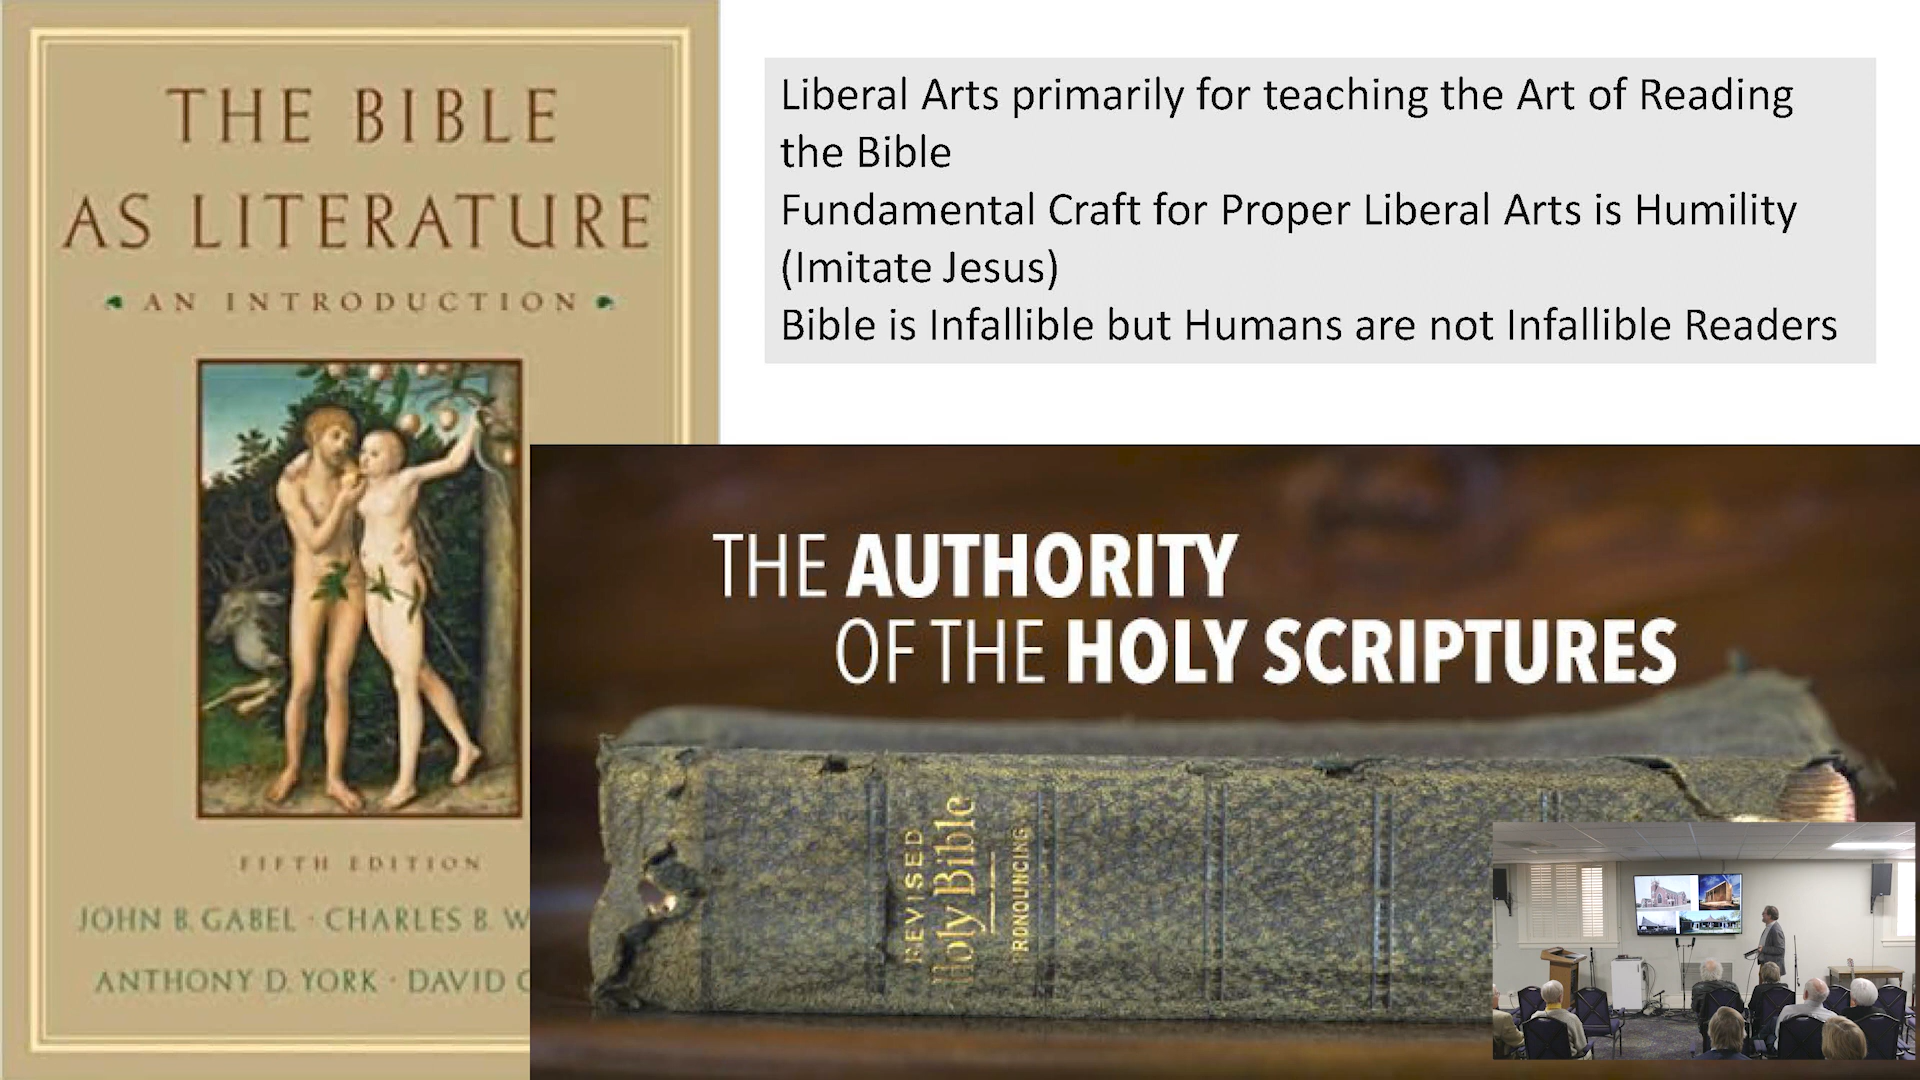 THE BIBLE
AS LITERATURE
AN INTRODUCTION
FIFTH EDITION
JOHN B. GABEL · CHARLES B. W
ANTHONY D. YORK · DAVID
Liberal Arts primarily for teaching the Art of Reading
the Bible
Fundamental Craft for Proper Liberal Arts is Humility
(Imitate Jesus)
Bible is Infallible but Humans are not Infallible Readers
THE AUTHORITY
OF THE HOLY SCRIPTURES
REVISED
Holy Bible
PRONOUNCING